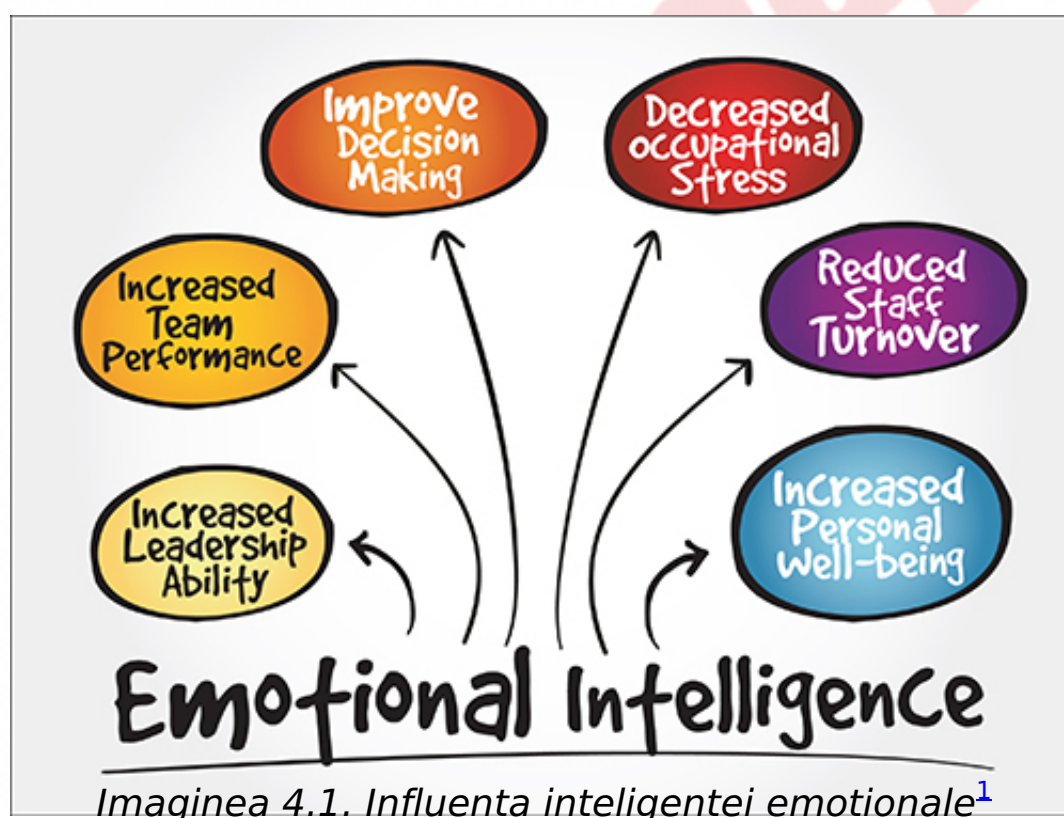 Improve
Decision
Making
Decreased
occupational
Stress
Increased
Team
Performance
Reduced
Staff
Turnover
Increased
Leadership
Ability
Increased
Personal
Well-being
Emotional Intelligence
Imaginea 4.1. Influenta inteligentei emotionale1